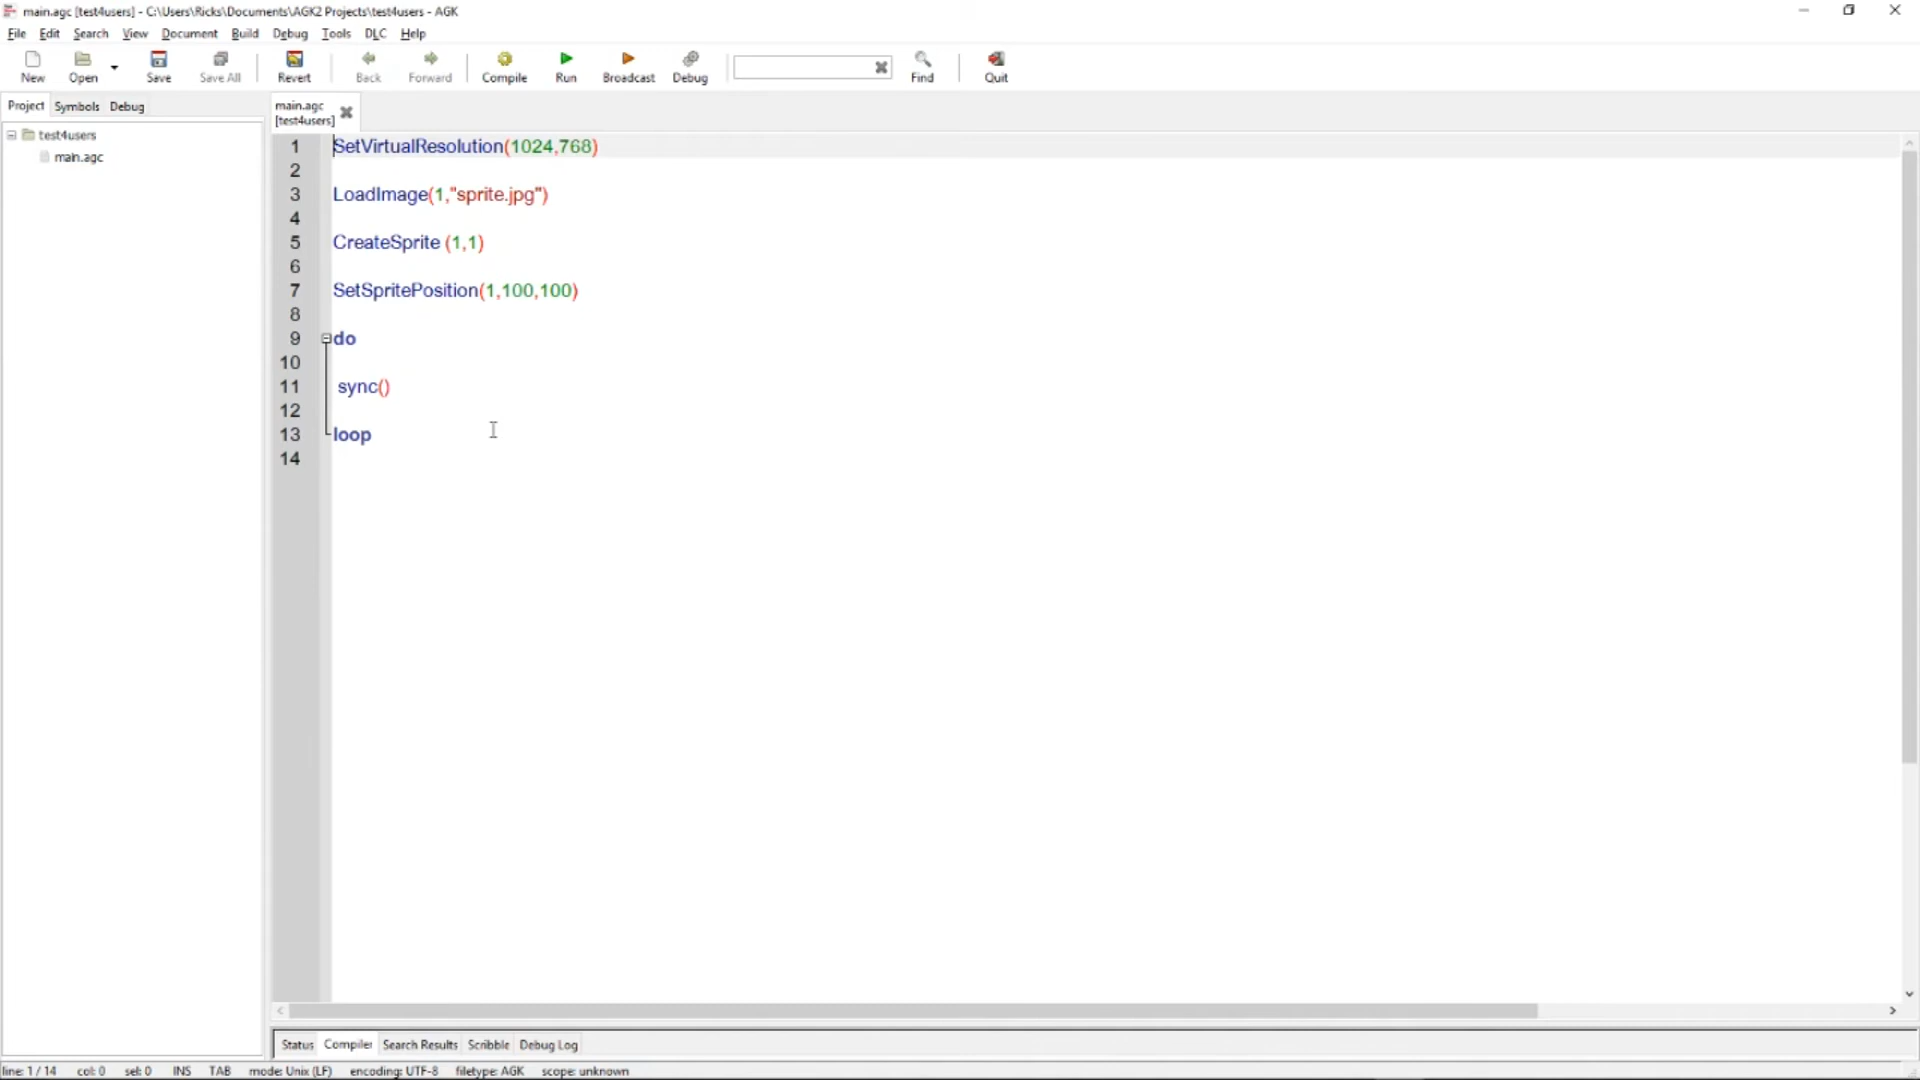 main.agc [test4users] - C:\Users\Ricks\Documents\AGK2 Projects\test4users - AGK
File Edit Search View Document Build Debug Tools DLC Help
New Open Save Save All Revert Back Forward Compile Run Broadcast Debug Find Quit
Project Symbols Debug
main.agc
[test4users]
test4users
main.agc
1 SetVirtualResolution(1024,768)
2
3 LoadImage(1,"sprite.jpg")
4
5 CreateSprite (1,1)
6
7 SetSpritePosition(1,100,100)
8
9 do
10
11 sync()
12
13 loop
14
Status Compiler Search Results Scribble Debug Log
line: 1 / 14 col: 0 sel: 0 INS TAB mode: Unix (LF) encoding: UTF-8 filetype: AGK scope: unknown